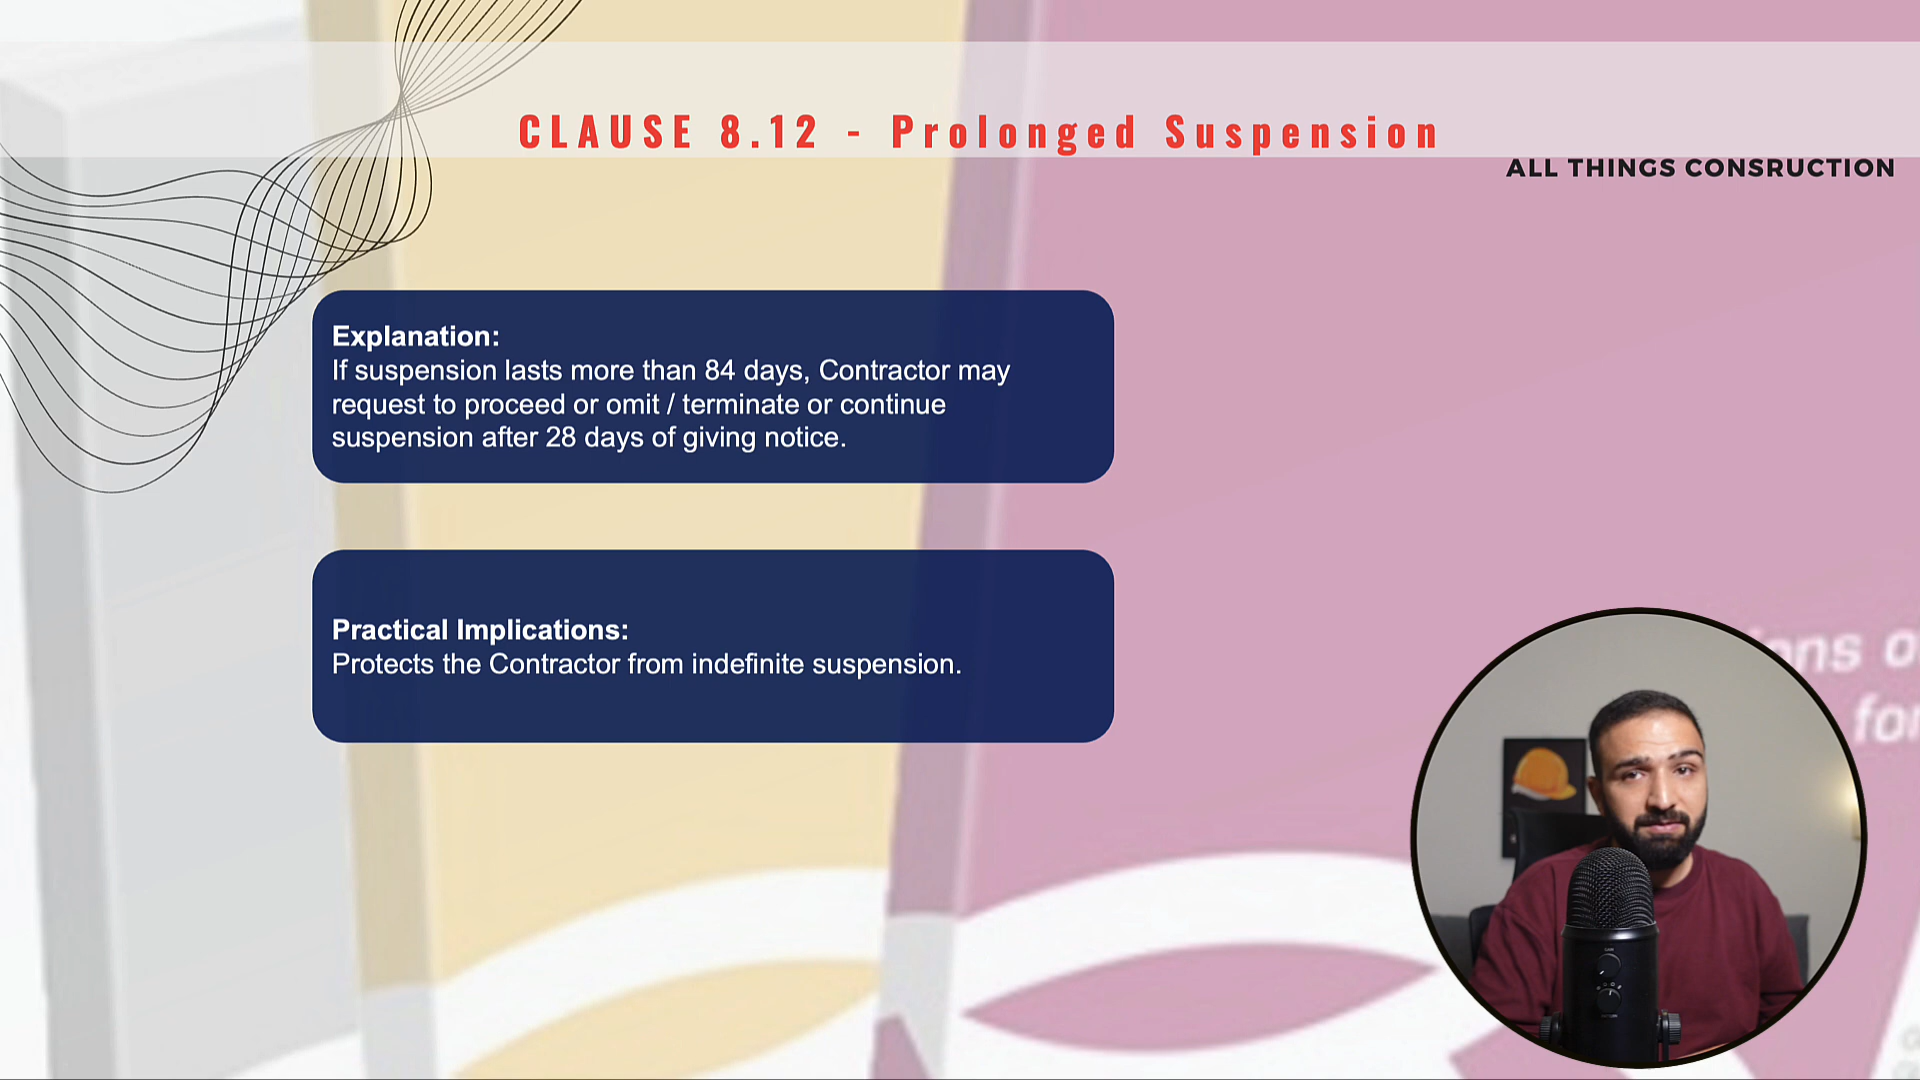 CLAUSE 8.12 - Prolonged Suspension
ALL THINGS CONSRUCTION
Explanation:
If suspension lasts more than 84 days, Contractor may
request to proceed or omit / terminate or continue
suspension after 28 days of giving notice.
Practical Implications:
Protects the Contractor from indefinite suspension.